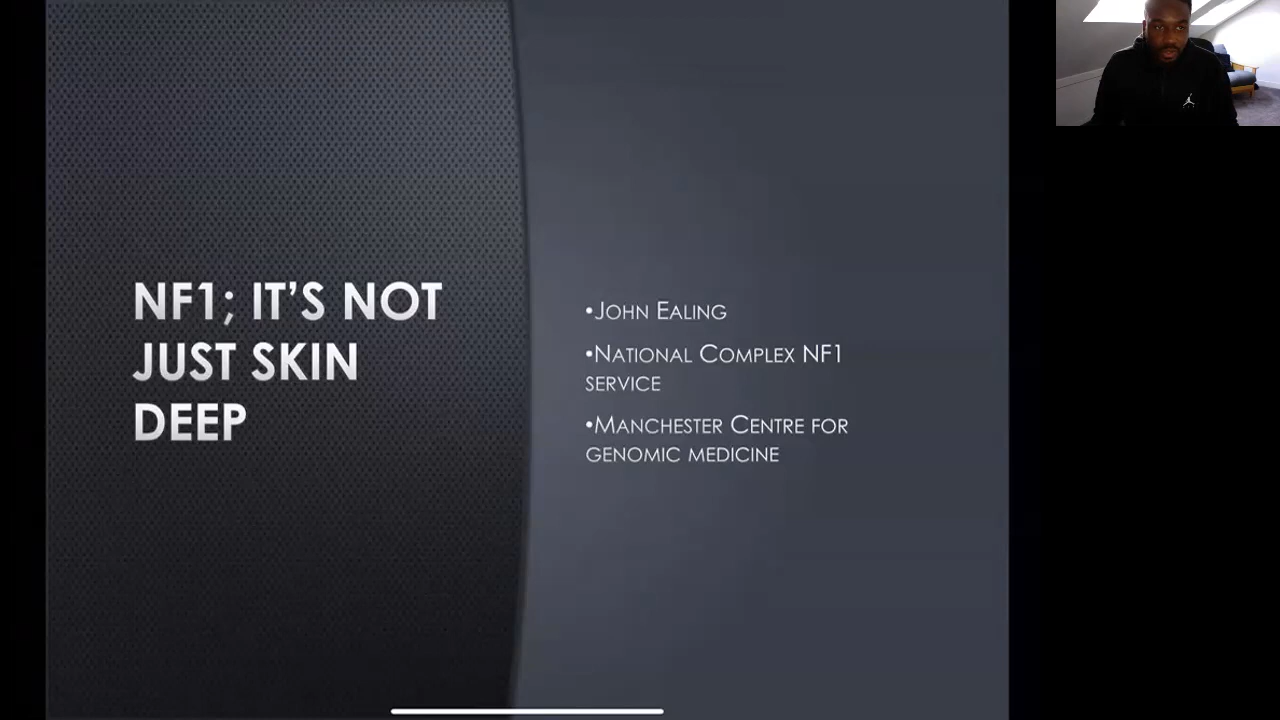 NF1; IT’S NOT
JUST SKIN
DEEP
•JOHN EALING
•NATIONAL COMPLEX NF1
SERVICE
•MANCHESTER CENTRE FOR
GENOMIC MEDICINE